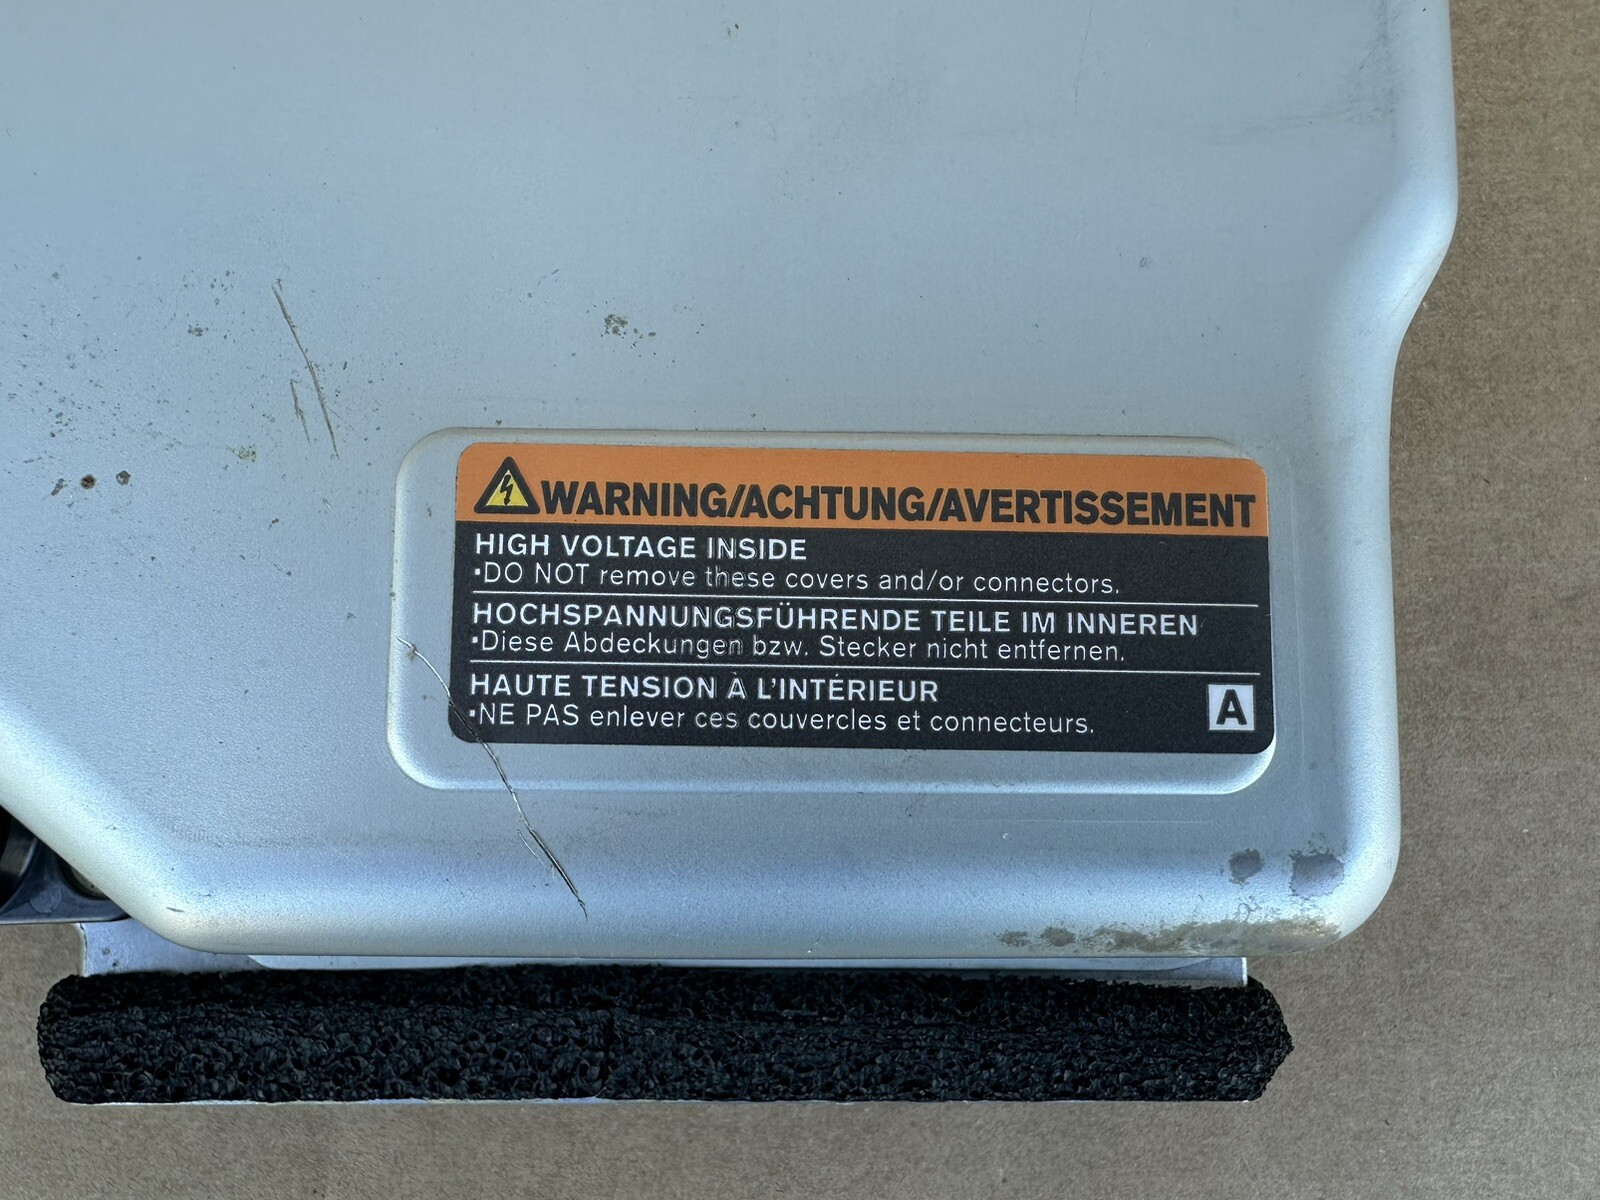 WARNING/ACHTUNG/AVERTISSEMENT
HIGH VOLTAGE INSIDE
•DO NOT remove these covers and/or connectors.
HOCHSPANNUNGSFÜHRENDE TEILE IM INNEREN
•Diese Abdeckungen bzw. Stecker nicht entfernen.
HAUTE TENSION À L'INTÉRIEUR
•NE PAS enlever ces couvercles et connecteurs.
A